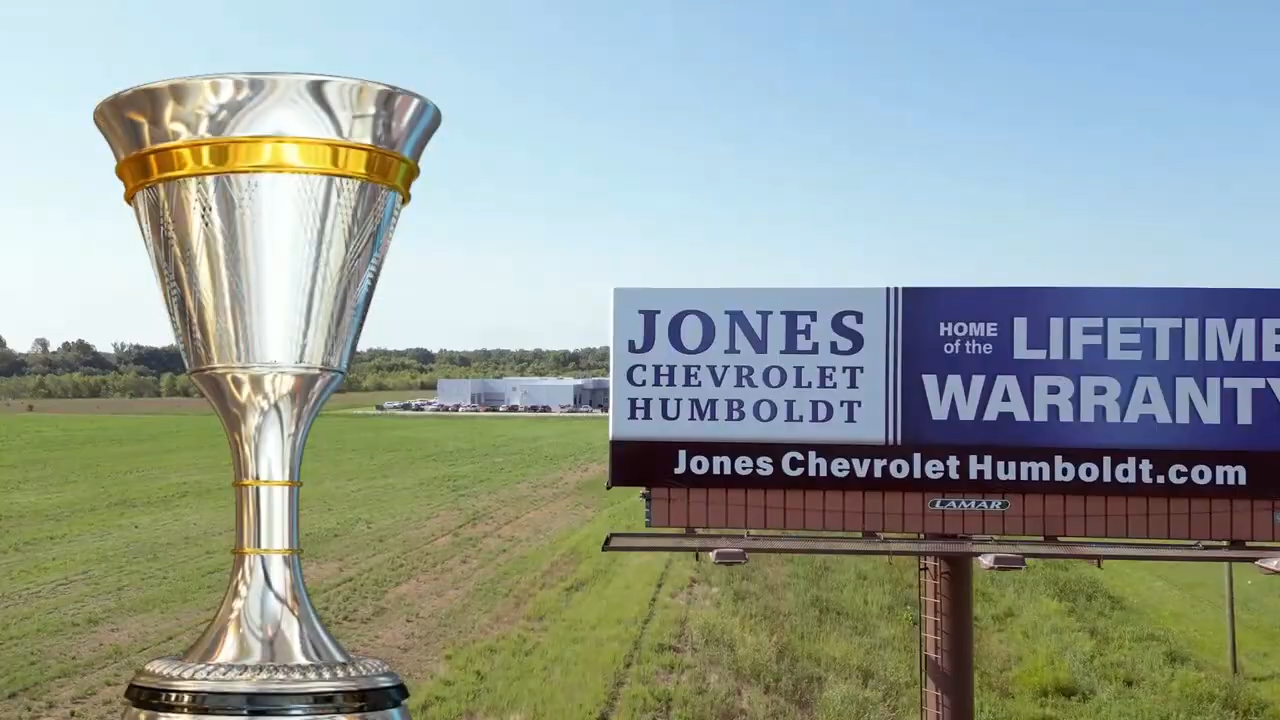 JONES
CHEVROLET
HUMBOLDT
HOME
of the
LIFETIME
WARRANTY
Jones Chevrolet Humboldt.com
LAMAR